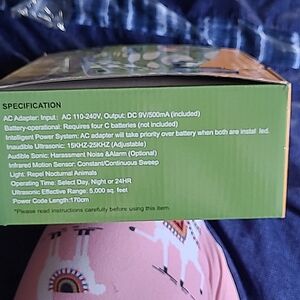 SPECIFICATION
AC Adapter: Input: AC 110-240V, Output: DC 9V/500mA (included)
Battery-operational: Requires four C batteries (not included)
Intelligent Power System: AC adapter will take priority over battery when both are install led.
Inaudible Ultrasonic: 15KHZ-25KHZ (Adjustable)
Audible Sonic: Harassment Noise &Alarm (Optional)
Infrared Motion Sensor: Constant/Continuous Sweep
Light: Repel Nocturnal Animals
Operating Time: Select Day, Night or 24HR
Ultrasonic Effective Range: 5,000 sq. feet
Power Code Length:170cm
*Please read instructions carefully before using this item.